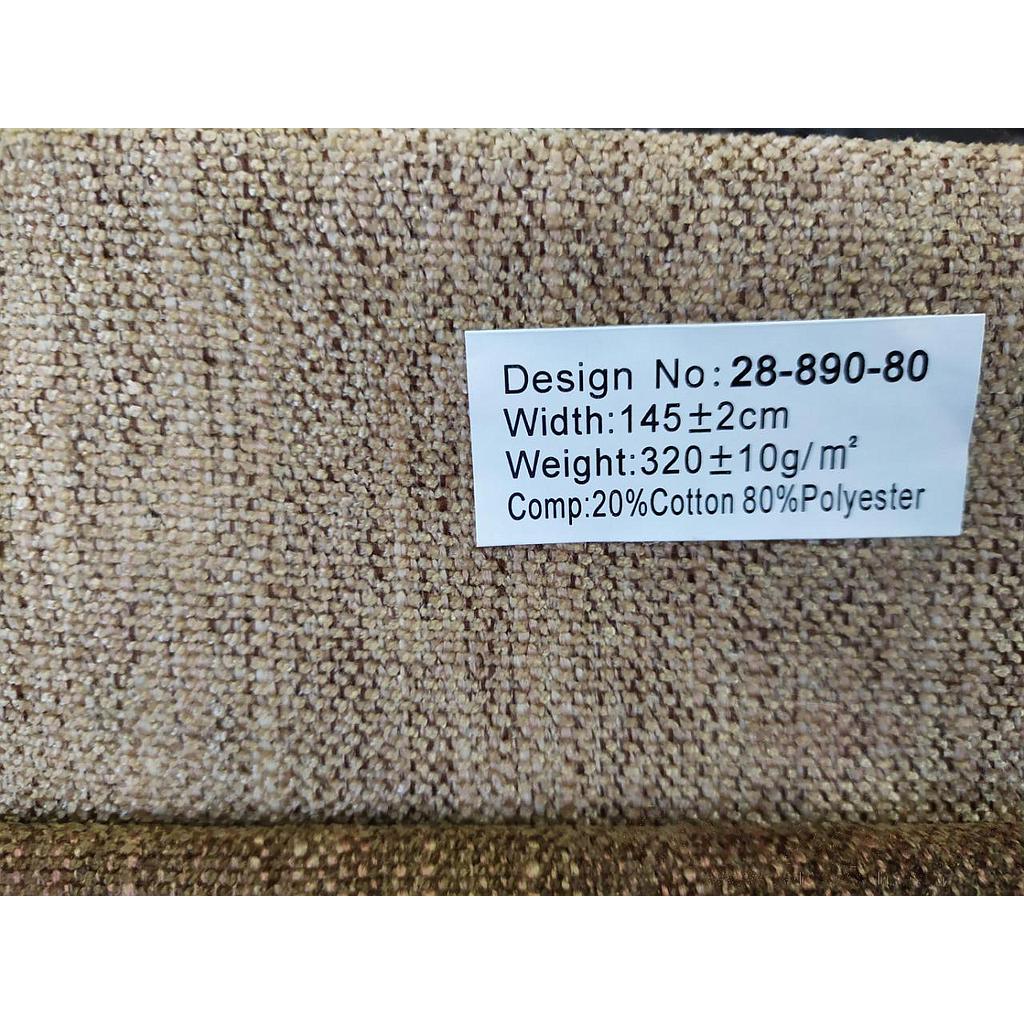 Design No: 28-890-80
Width:145±2cm
Weight:320±10g/m²
Comp:20%Cotton 80%Polyester